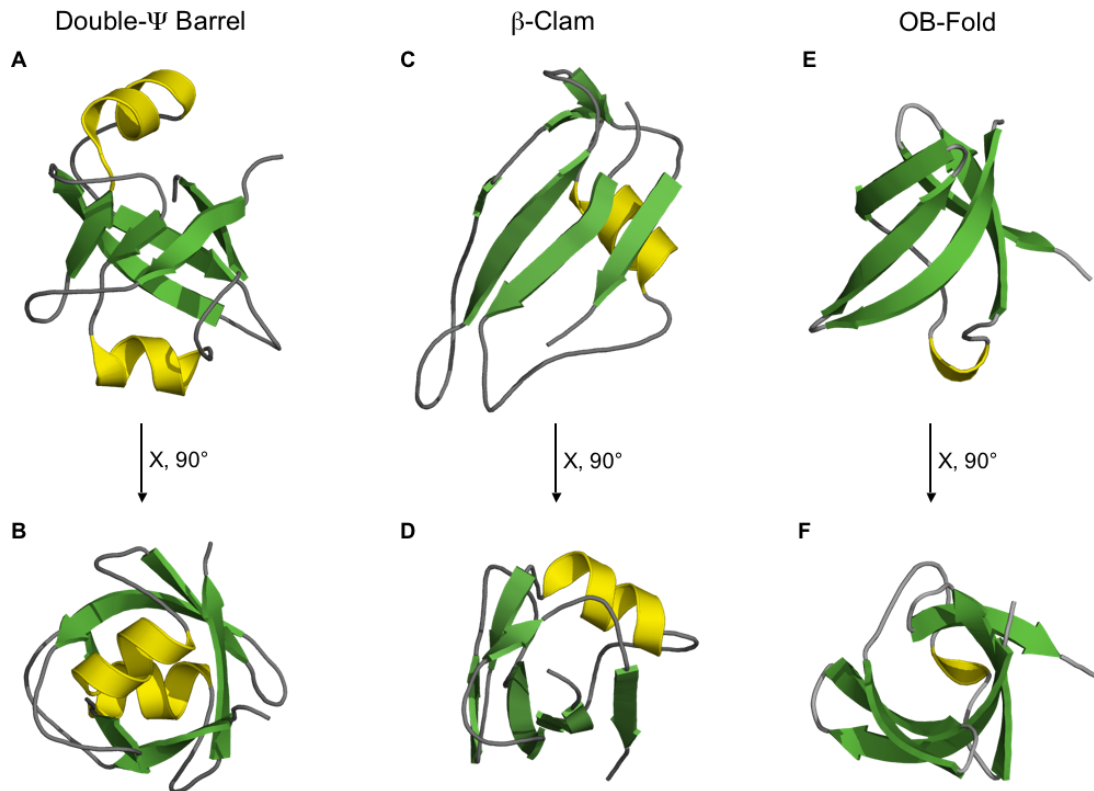 Double-Ψ Barrel
β-Clam
OB-Fold
A
C
E
X, 90°
X, 90°
X, 90°
B
D
F